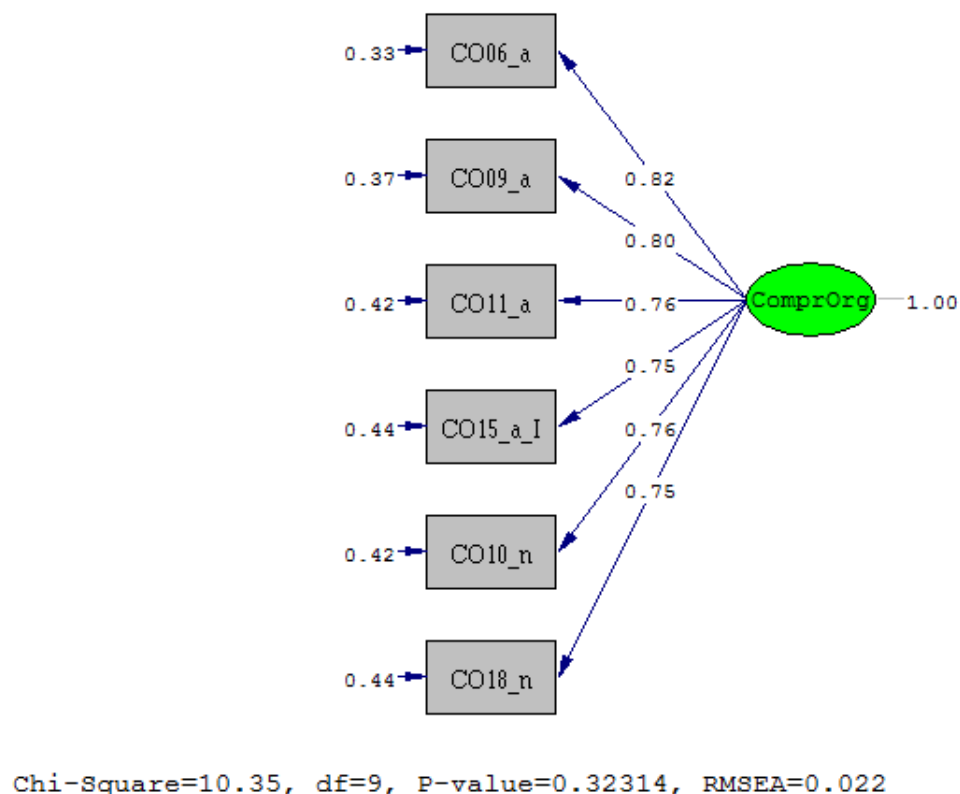 0.33 CO06_a
0.82
0.37 CO09_a
0.80
0.42 CO11_a 0.76 ComprOrg 1.00
0.75
0.44 CO15_a_I 0.76
0.75
0.42 CO10_n
0.44 CO18_n
Chi-Square=10.35, df=9, P-value=0.32314, RMSEA=0.022